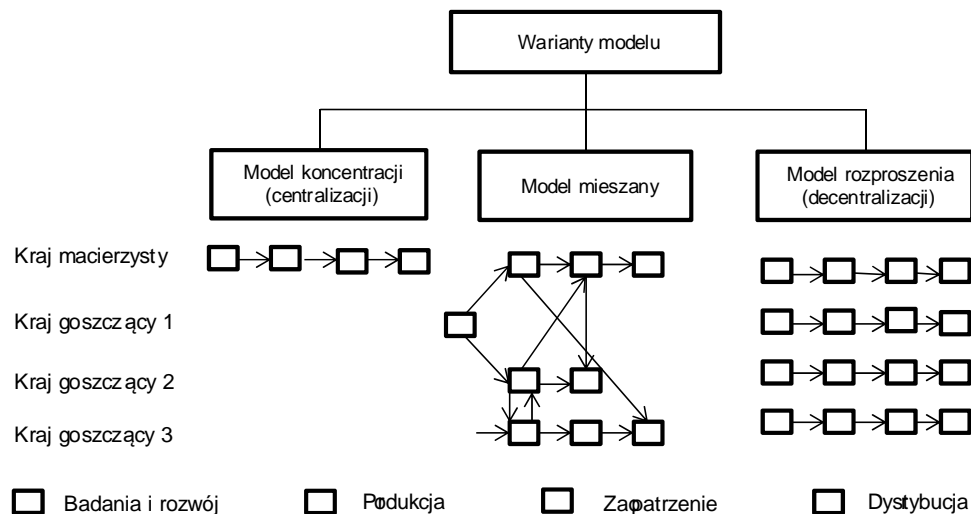 Warianty modelu
Model koncentracji
(centralizacji)
Model mieszany
Model rozproszenia
(decentralizacji)
Kraj macierzysty
Kraj goszczący 1
Kraj goszczący 2
Kraj goszczący 3
Badania i rozwój
Produkcja
Zaopatrzenie
Dystrybucja